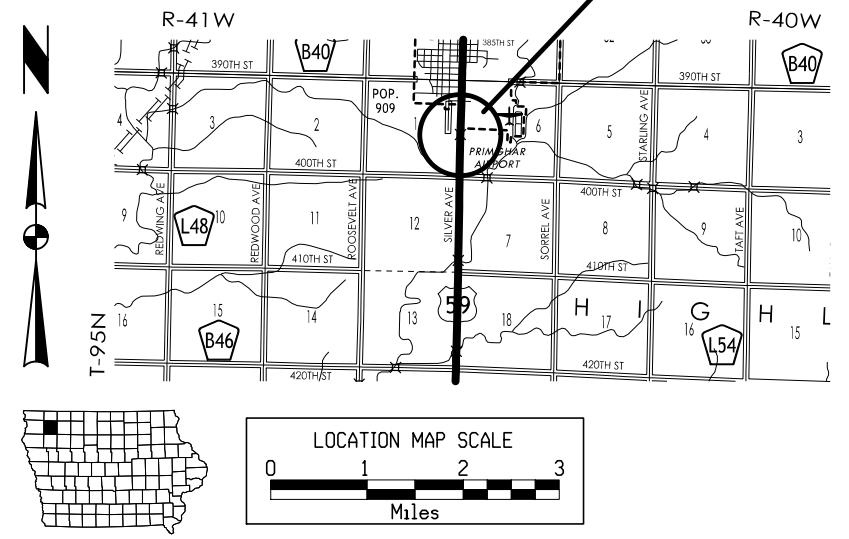 R-41W
R-40W
B40
385TH ST
390TH ST
390TH ST
B40
POP.
909
4
3
2
1
6
5
STARLING AVE
4
3
PRIMGHAR
AIRPORT
400TH ST
400TH ST
9
REDWING AVE
L48
10
REDWOOD AVE
11
ROOSEVELT AVE
12
SILVER AVE
7
SORREL AVE
8
9
TAFT AVE
10
410TH ST
410TH ST
T-95N
16
15
B46
14
13
59
18
H I G H L
17
16
L54
15
420TH ST
420TH ST
LOCATION MAP SCALE
0 1 2 3
Miles